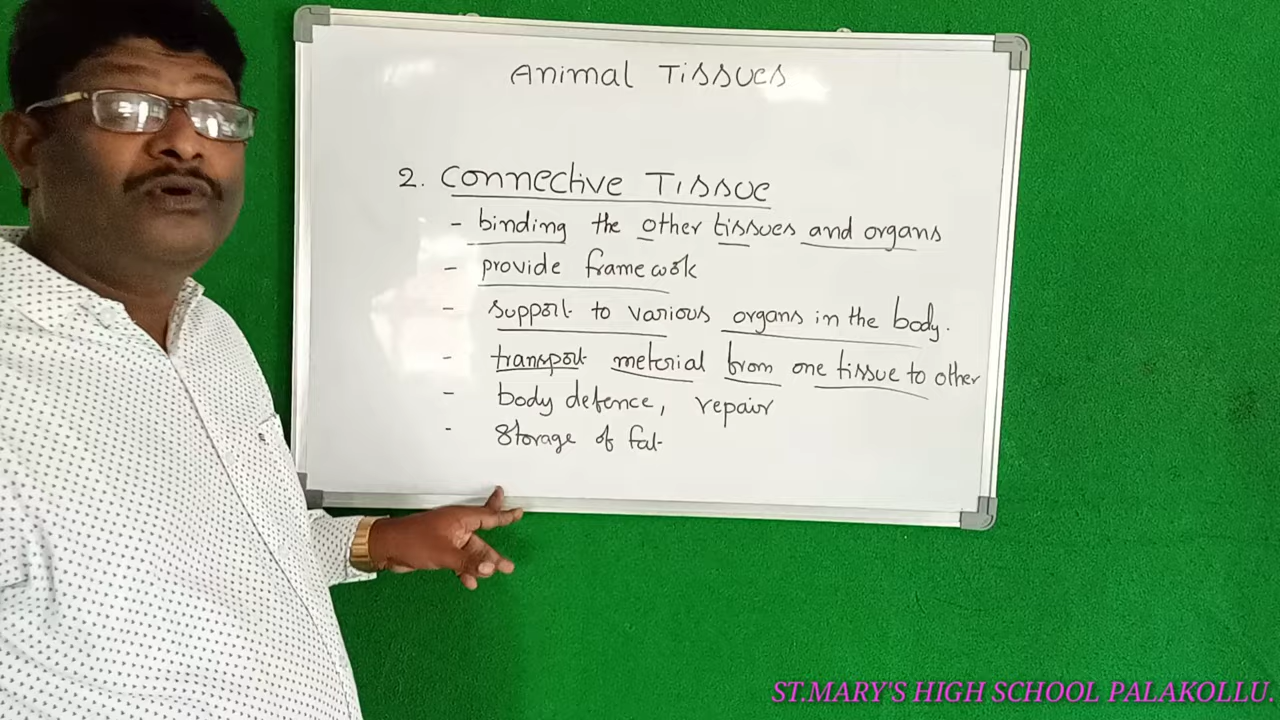 Animal Tissues
2. Connective Tissue
- binding the other tissues and organs
- provide framework
- support to various organs in the body.
- transport meterial from one tissue to other
- body defence, repair
- Storage of fat
ST.MARY'S HIGH SCHOOL PALAKOLLU.